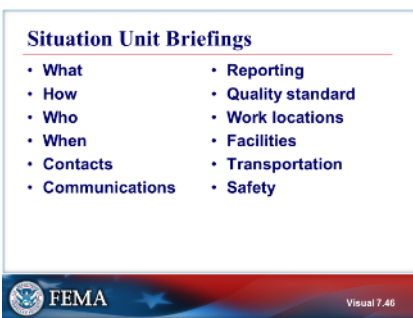 Situation Unit Briefings
• What
• How
• Who
• When
• Contacts
• Communications
• Reporting
• Quality standard
• Work locations
• Facilities
• Transportation
• Safety
FEMA
Visual 7.46